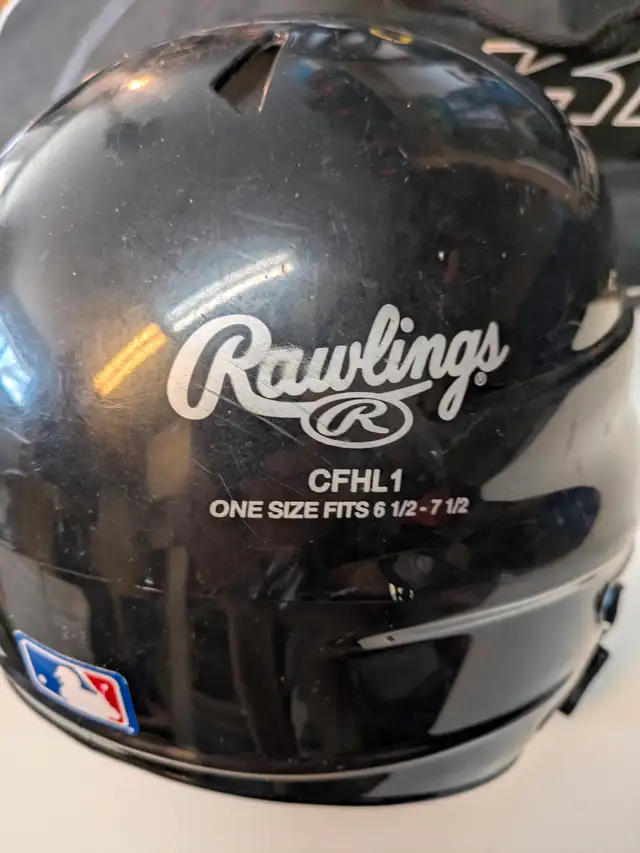 Rawlings®
R
CFHL1
ONE SIZE FITS 6 1/2 - 7 1/2